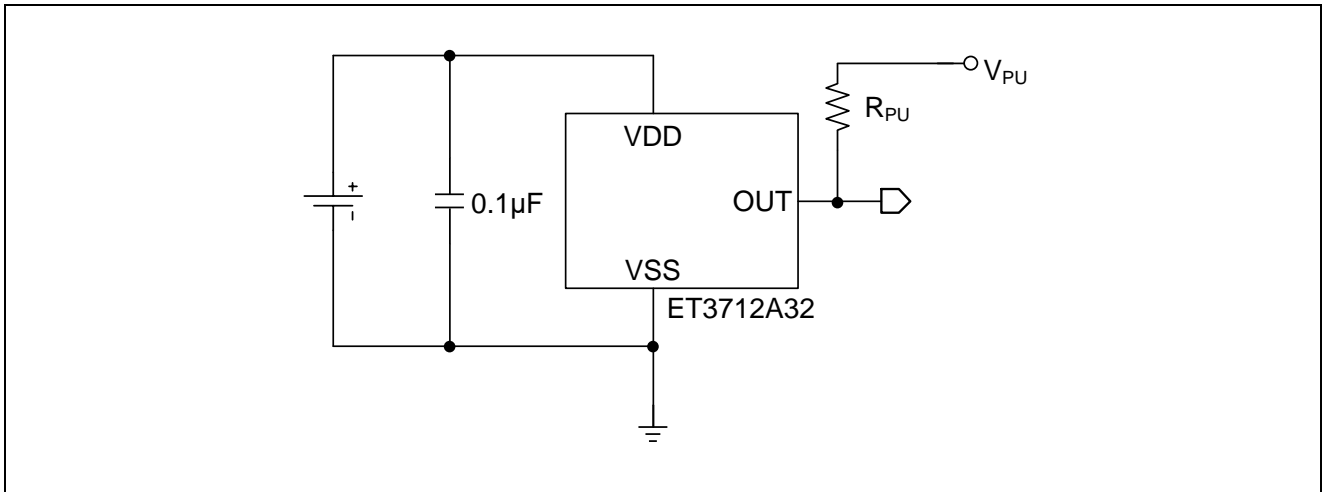 V_PU
R_PU
VDD
+
0.1µF
OUT
VSS
ET3712A32